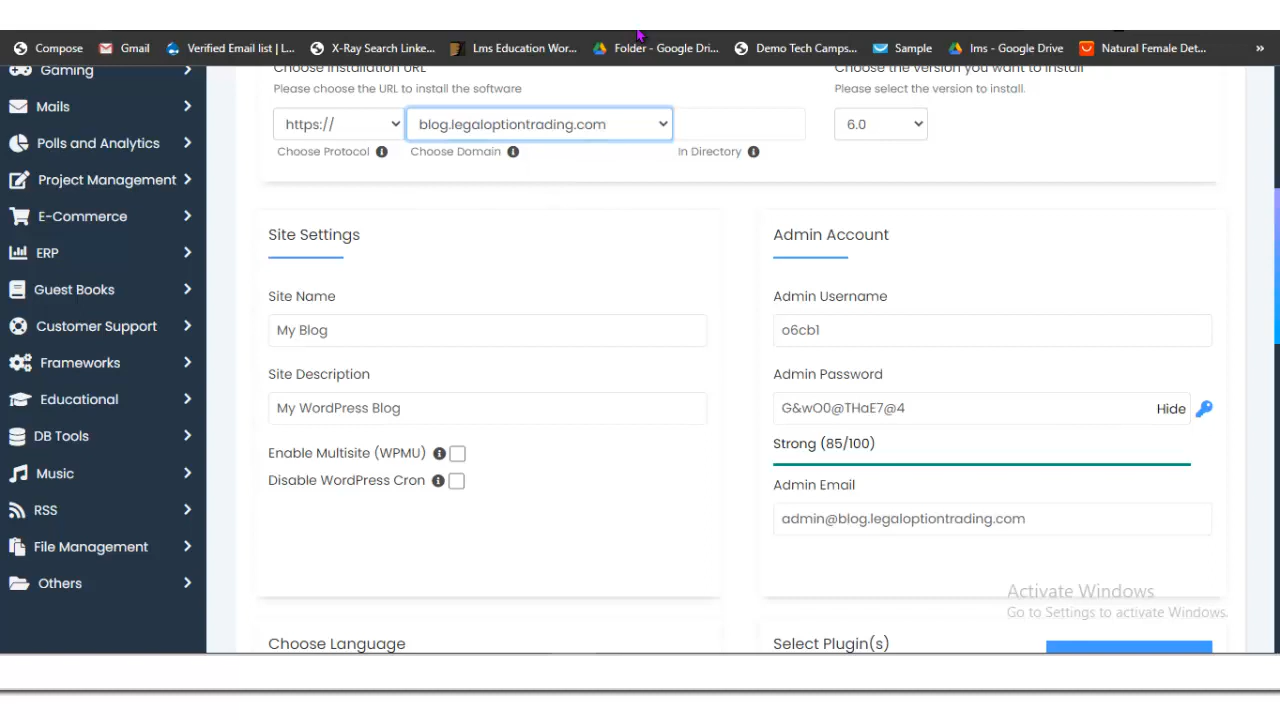 Compose Gmail Verified Email list | L... X-Ray Search Linke... Lms Education Wor... Folder - Google Dri... Demo Tech Camps... Sample lms - Google Drive Natural Female Det... »
Gaming
Mails
Polls and Analytics
Project Management
E-Commerce
ERP
Guest Books
Customer Support
Frameworks
Educational
DB Tools
Music
RSS
File Management
Others
Choose Installation URL
Please choose the URL to install the software
https://
blog.legaloptiontrading.com
Choose Protocol
Choose Domain
In Directory
Choose the version you want to install
Please select the version to install.
6.0
Site Settings
Site Name
My Blog
Site Description
My WordPress Blog
Enable Multisite (WPMU)
Disable WordPress Cron
Admin Account
Admin Username
o6cb1
Admin Password
G&wO0@THaE7@4 Hide
Strong (85/100)
Admin Email
admin@blog.legaloptiontrading.com
Activate Windows
Go to Settings to activate Windows.
Choose Language
Select Plugin(s)